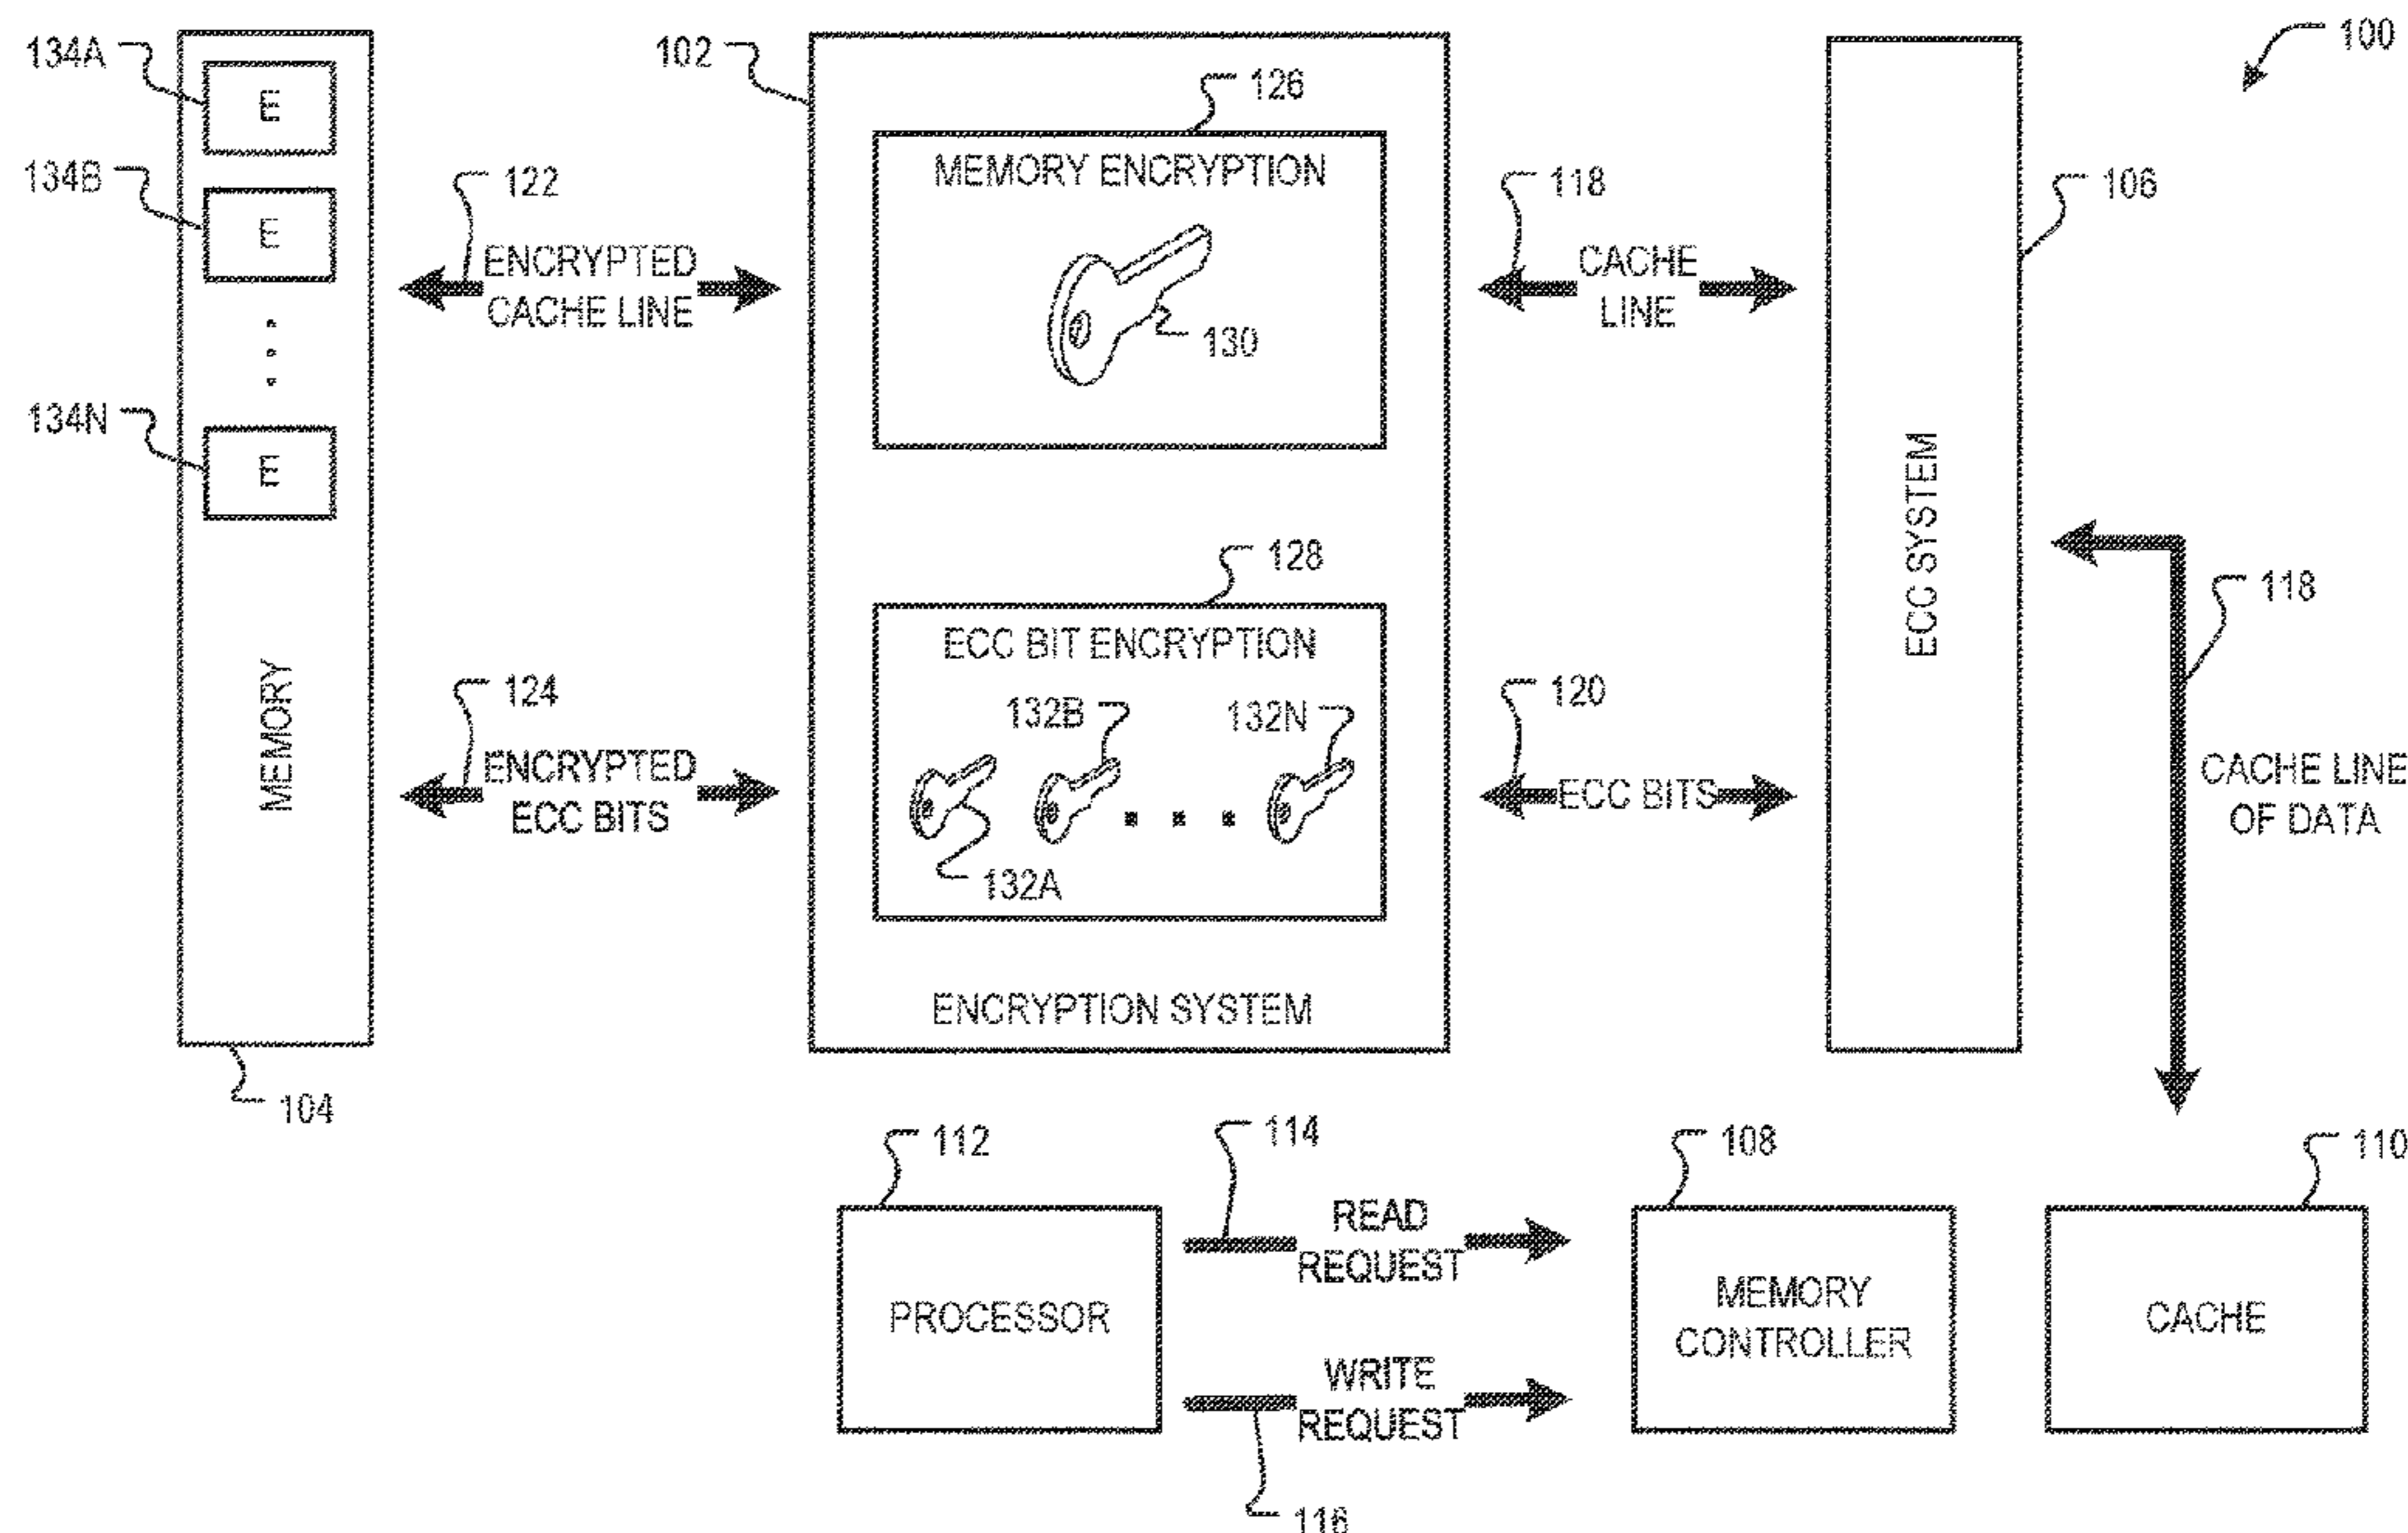 100
134A
E
134B
E
134N
E
MEMORY
104
122
ENCRYPTED
CACHE LINE
124
ENCRYPTED
ECC BITS
102
126
MEMORY ENCRYPTION
130
128
ECC BIT ENCRYPTION
132B
132N
132A
ENCRYPTION SYSTEM
118
CACHE
LINE
120
ECC BITS
106
ECC SYSTEM
118
CACHE LINE
OF DATA
112
PROCESSOR
114
READ
REQUEST
WRITE
REQUEST
116
108
MEMORY
CONTROLLER
110
CACHE